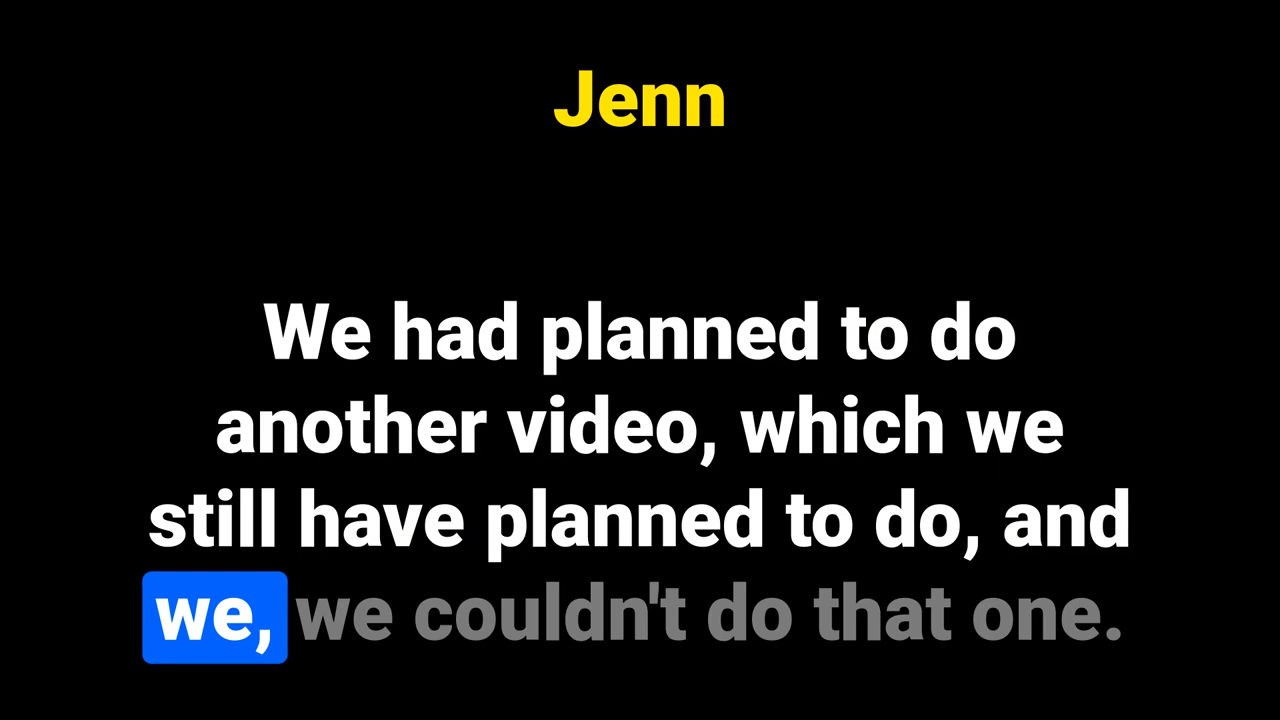 Jenn
We had planned to do
another video, which we
still have planned to do, and
we, we couldn't do that one.